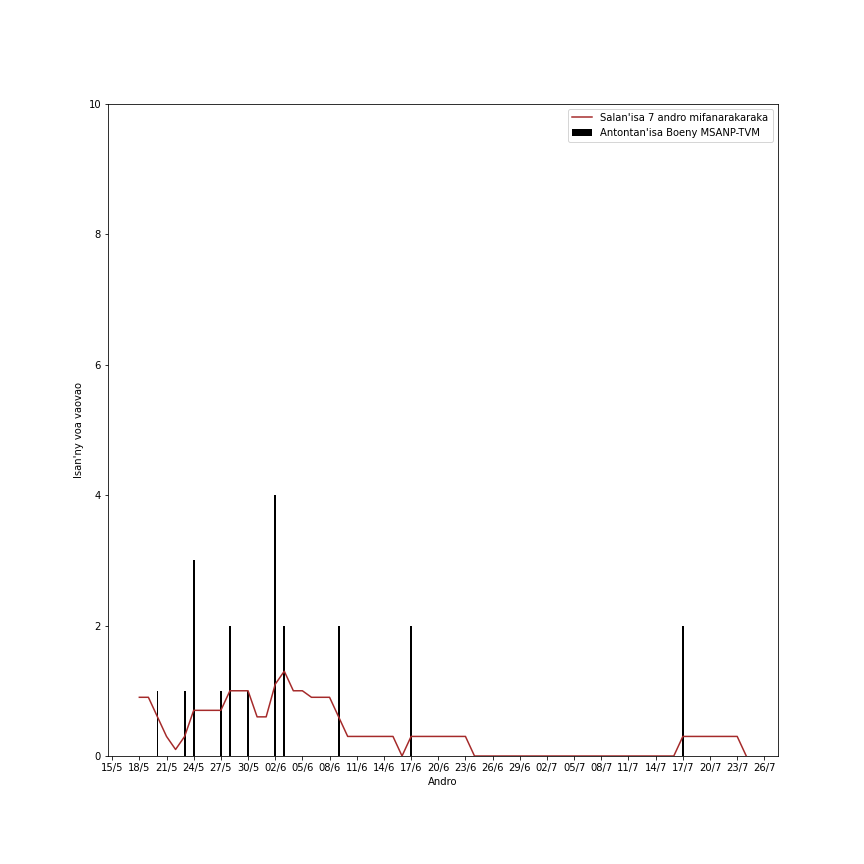 10
8
6
4
2
0
Isan'ny voa vaovao
Salan'isa 7 andro mifanarakaraka
Antontan'isa Boeny MSANP-TVM
15/5 18/5 21/5 24/5 27/5 30/5 02/6 05/6 08/6 11/6 14/6 17/6 20/6 23/6 26/6 29/6 02/7 05/7 08/7 11/7 14/7 17/7 20/7 23/7 26/7
Andro